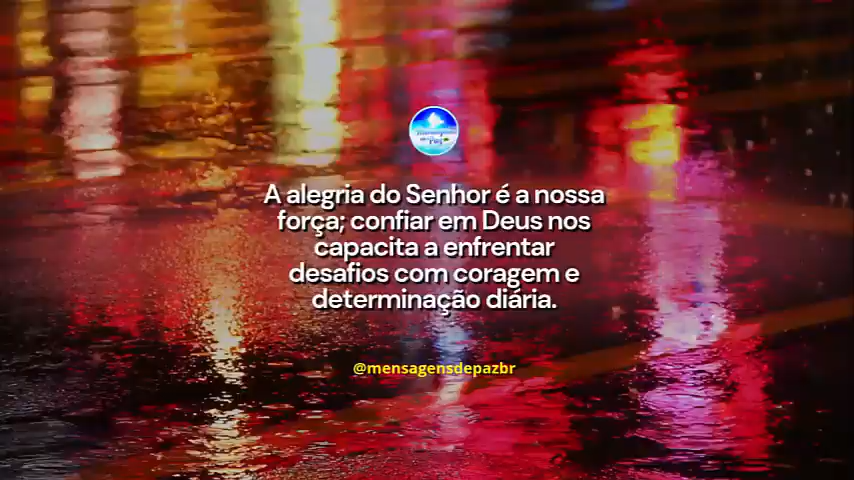 A alegria do Senhor é a nossa
força; confiar em Deus nos
capacita a enfrentar
desafios com coragem e
determinação diária.
@mensagensdepazbr